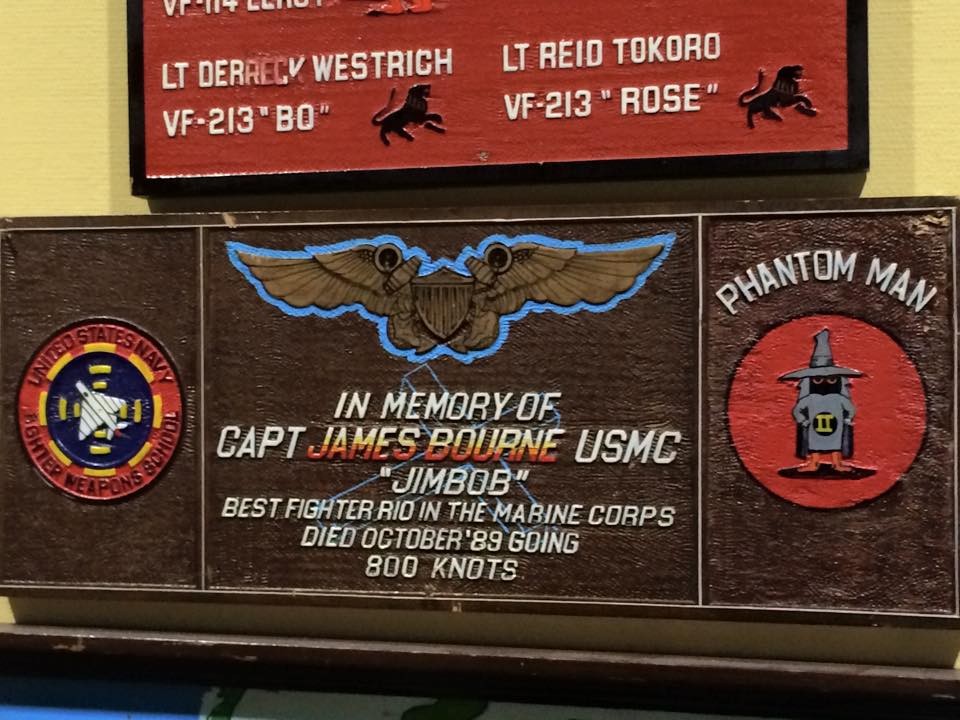 VF-114
LT DERRECK WESTRICH
VF-213 "BO"
LT REID TOKORO
VF-213 "ROSE"
UNITED STATES NAVY
FIGHTER WEAPONS SCHOOL
IN MEMORY OF
CAPT JAMES BOURNE USMC
"JIMBOB"
BEST FIGHTER RIO IN THE MARINE CORPS
DIED OCTOBER '89 GOING
800 KNOTS
PHANTOM MAN
II